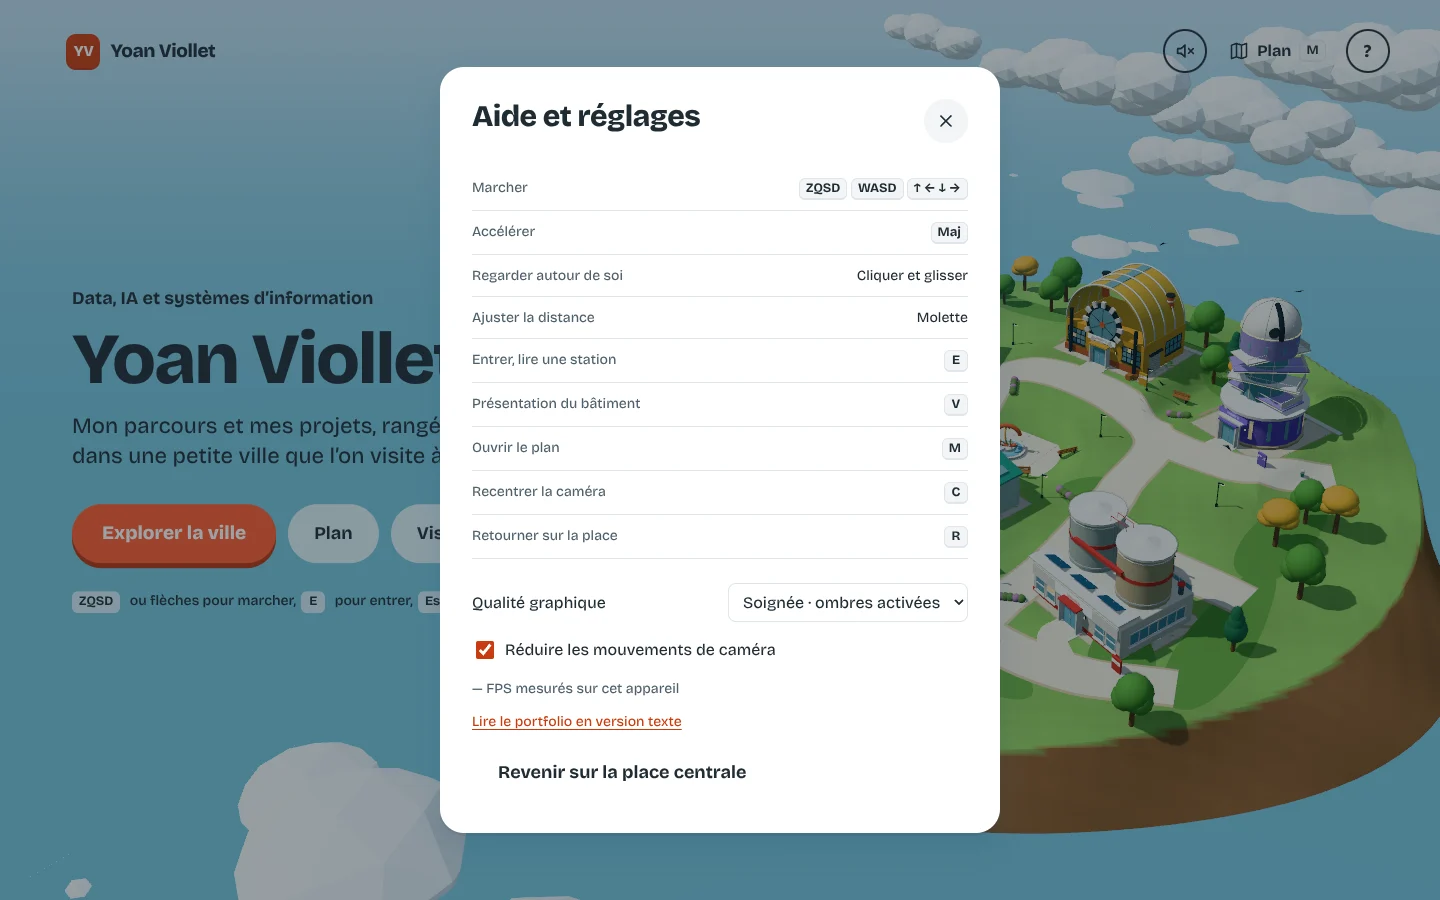 YV Yoan Viollet
Plan M ?
Aide et réglages
Marcher ZQSD WASD ↑←↓→
Accélérer Maj
Regarder autour de soi Cliquer et glisser
Ajuster la distance Molette
Entrer, lire une station E
Présentation du bâtiment V
Ouvrir le plan M
Recentrer la caméra C
Retourner sur la place R
Qualité graphique Soignée · ombres activées
Réduire les mouvements de caméra
— FPS mesurés sur cet appareil
Lire le portfolio en version texte
Revenir sur la place centrale
Data, IA et systèmes d'information
Yoan Viollet
Mon parcours et mes projets, rangé
dans une petite ville que l'on visite à
Explorer la ville Plan Vis
ZQSD ou flèches pour marcher, E pour entrer, Es